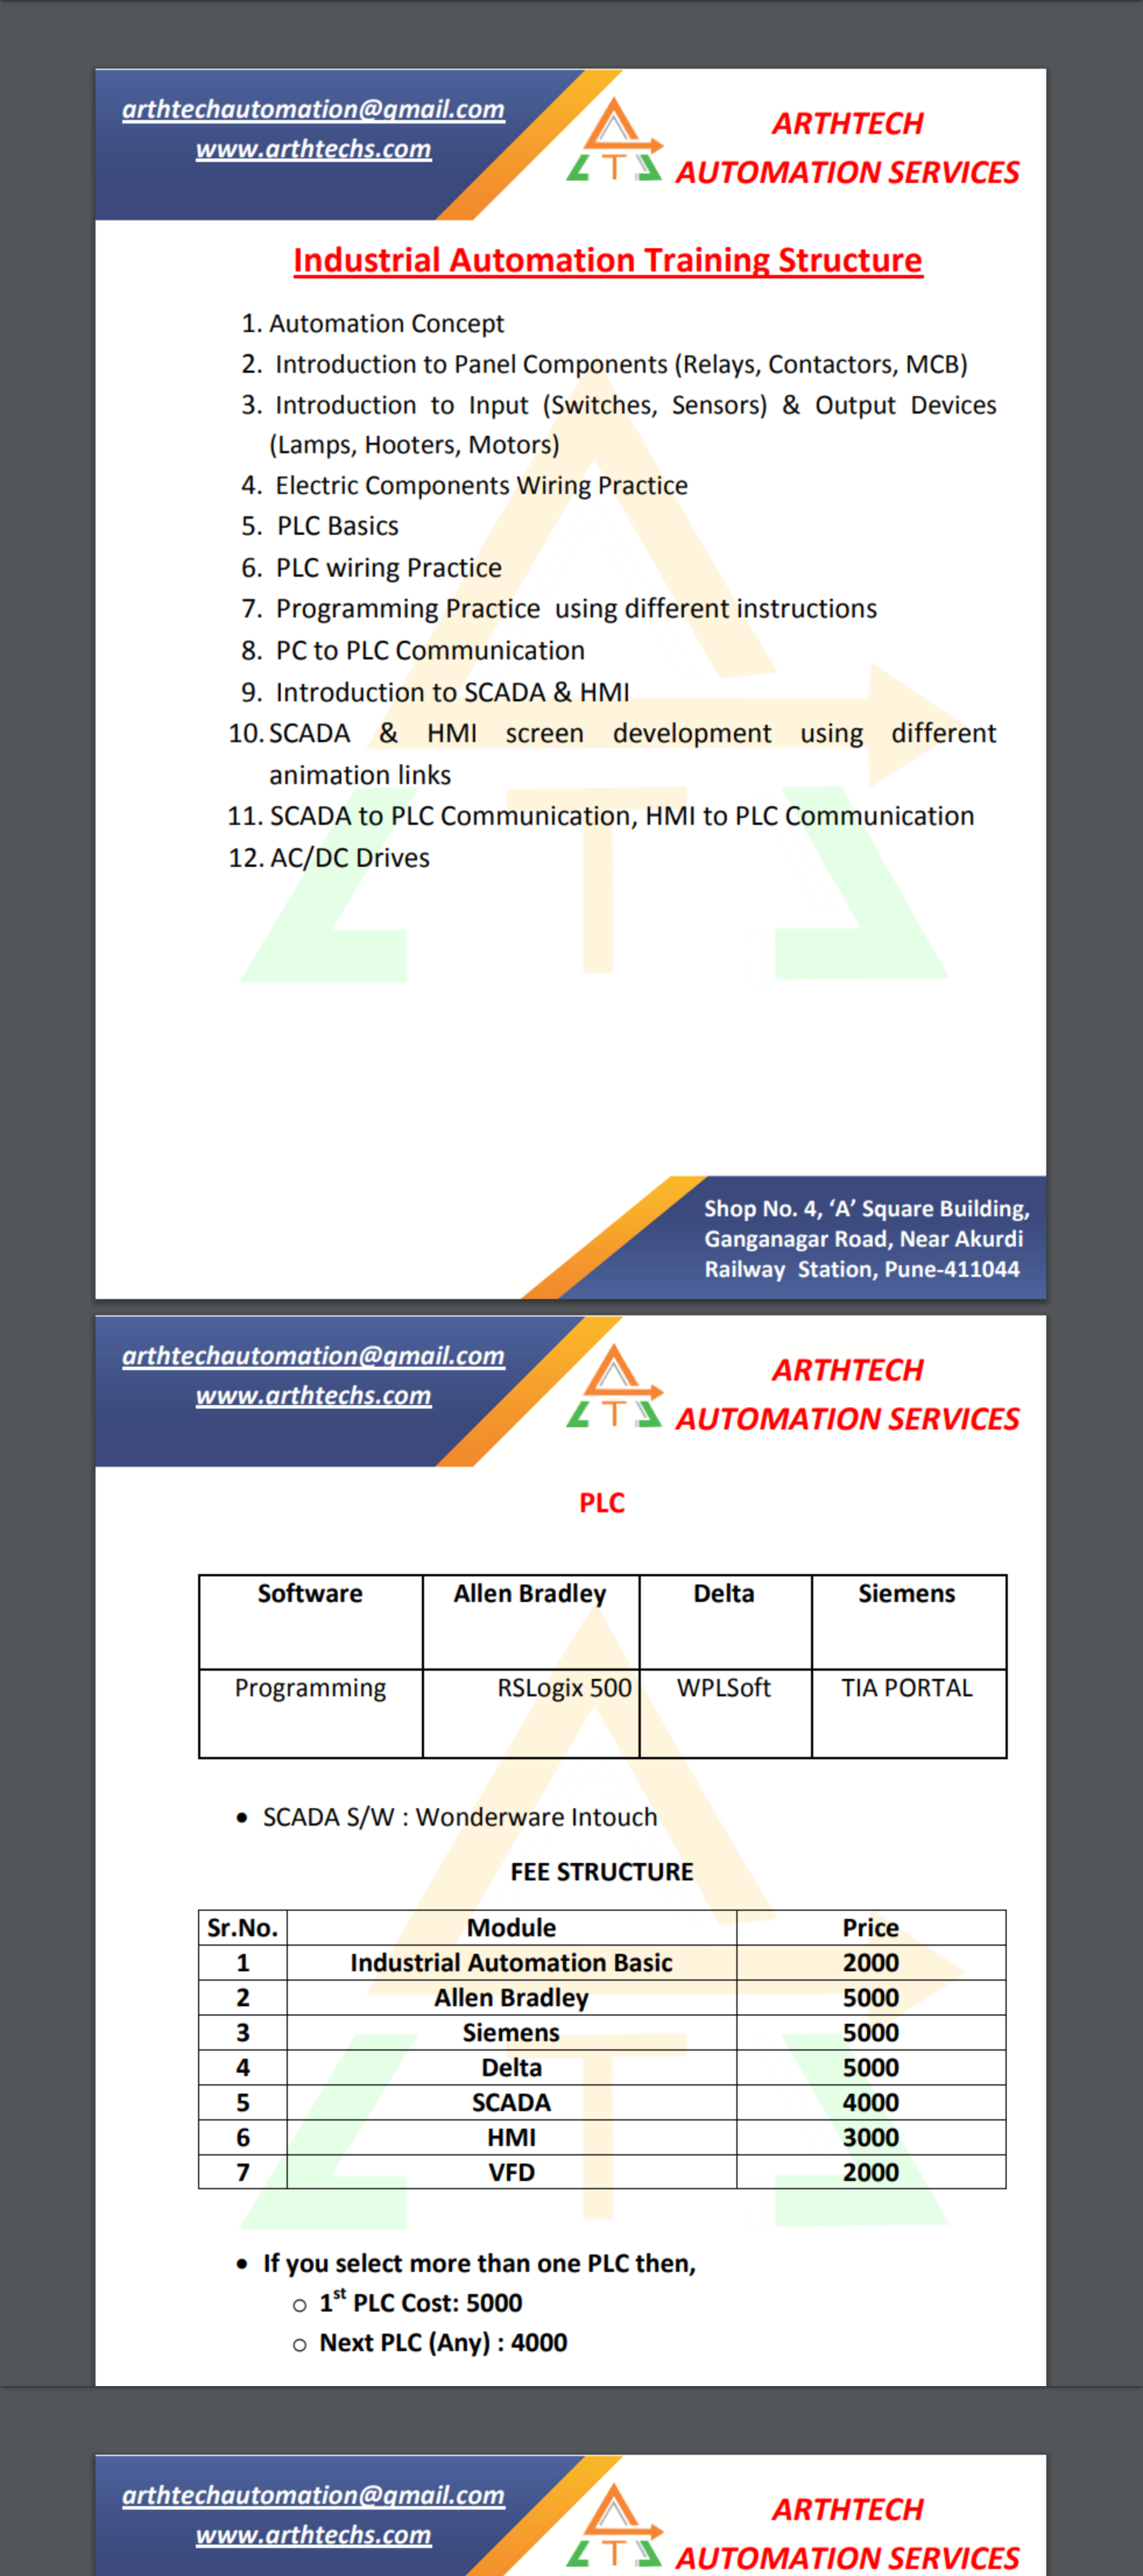 arthtechautomation@gmail.com
www.arthtechs.com
ARTHTECH
AUTOMATION SERVICES
Industrial Automation Training Structure
1. Automation Concept
2. Introduction to Panel Components (Relays, Contactors, MCB)
3. Introduction to Input (Switches, Sensors) & Output Devices
(Lamps, Hooters, Motors)
4. Electric Components Wiring Practice
5. PLC Basics
6. PLC wiring Practice
7. Programming Practice using different instructions
8. PC to PLC Communication
9. Introduction to SCADA & HMI
10. SCADA & HMI screen development using different
animation links
11. SCADA to PLC Communication, HMI to PLC Communication
12. AC/DC Drives
Shop No. 4, ‘A’ Square Building,
Ganganagar Road, Near Akurdi
Railway Station, Pune-411044
arthtechautomation@gmail.com
www.arthtechs.com
ARTHTECH
AUTOMATION SERVICES
PLC
Software Allen Bradley Delta Siemens
Programming RSLogix 500 WPLSoft TIA PORTAL
• SCADA S/W : Wonderware Intouch
FEE STRUCTURE
Sr.No. Module Price
1 Industrial Automation Basic 2000
2 Allen Bradley 5000
3 Siemens 5000
4 Delta 5000
5 SCADA 4000
6 HMI 3000
7 VFD 2000
• If you select more than one PLC then,
○ 1st PLC Cost: 5000
○ Next PLC (Any) : 4000
arthtechautomation@gmail.com
www.arthtechs.com
ARTHTECH
AUTOMATION SERVICES